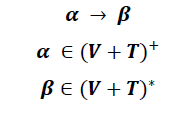 α → β
α ∈ (V + T)⁺
β ∈ (V + T)*